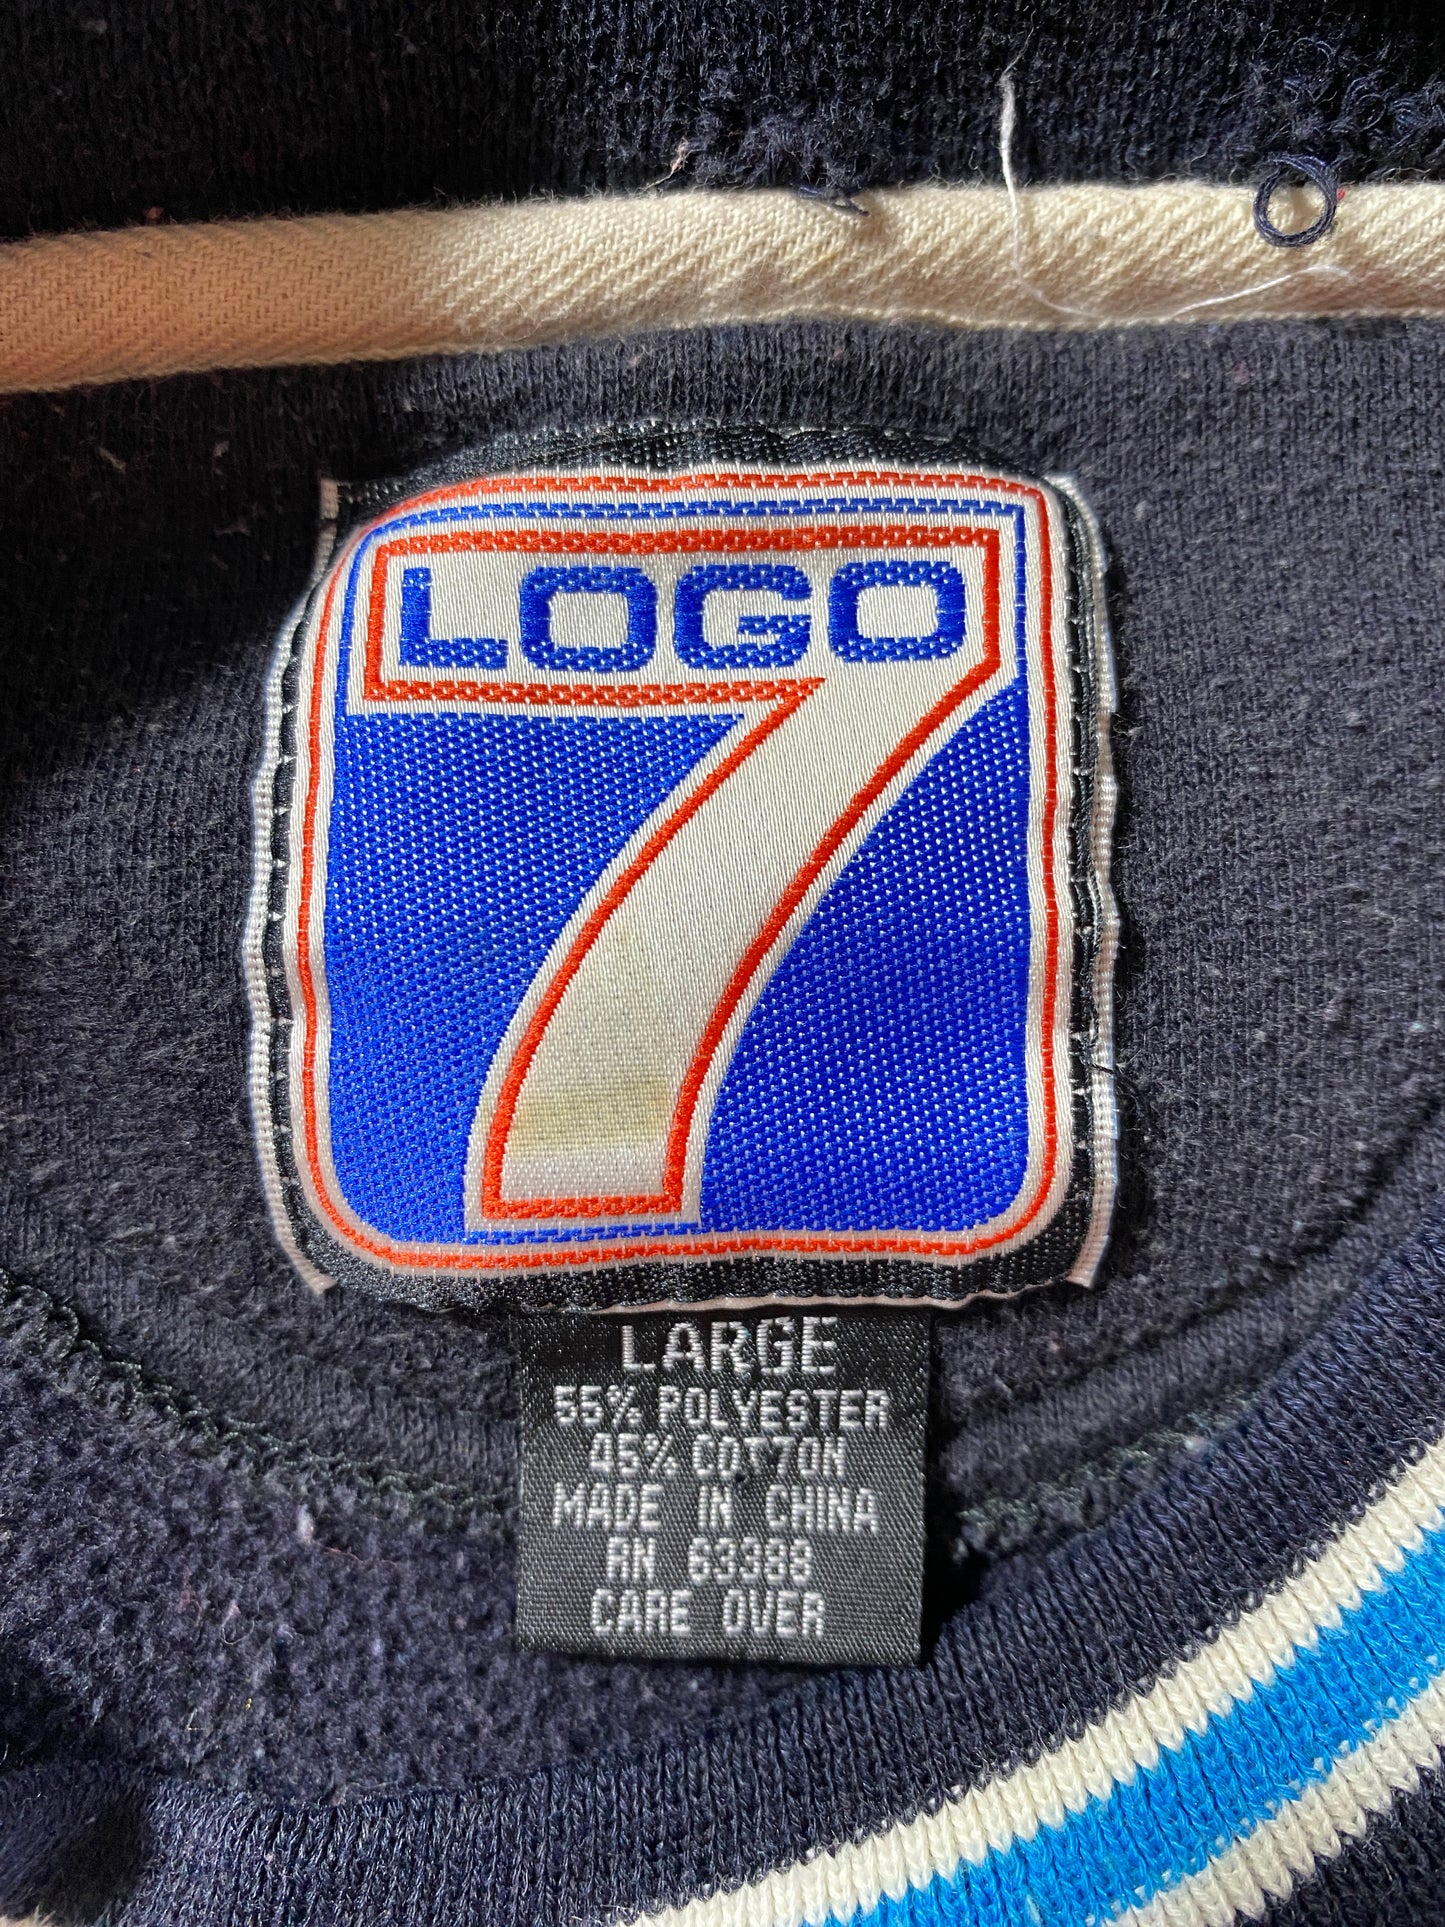 LOGO
7
LARGE
55% POLYESTER
45% COTTON
MADE IN CHINA
RN 63388
CARE OVER